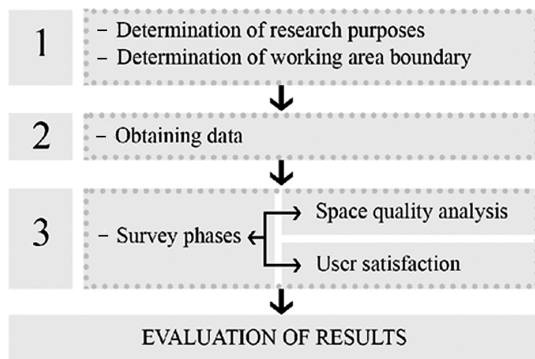 1
– Determination of research purposes
– Determination of working area boundary
2
– Obtaining data
3
– Survey phases
Space quality analysis
User satisfaction
EVALUATION OF RESULTS